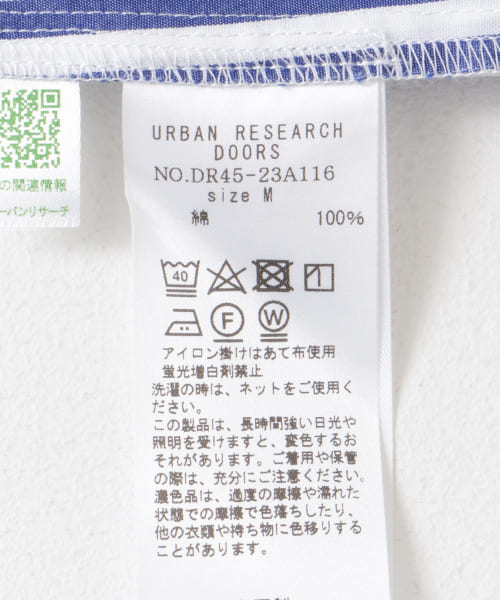 URBAN RESEARCH
DOORS
NO.DR45-23A116
size M
綿 100%
40
F
W
アイロン掛けはあて布使用
蛍光増白剤禁止
洗濯の時は、ネットをご使用く
ださい。
この製品は、長時間強い日光や
照明を受けますと、変色するお
それがあります。ご着用や保管
の際は、充分にご注意ください。
濃色品は、過度の摩擦や濡れた
状態での摩擦で色落ちしたり、
他の衣類や持ち物に色移りする
ことがあります。
の関連情報
ーバンリサーチ